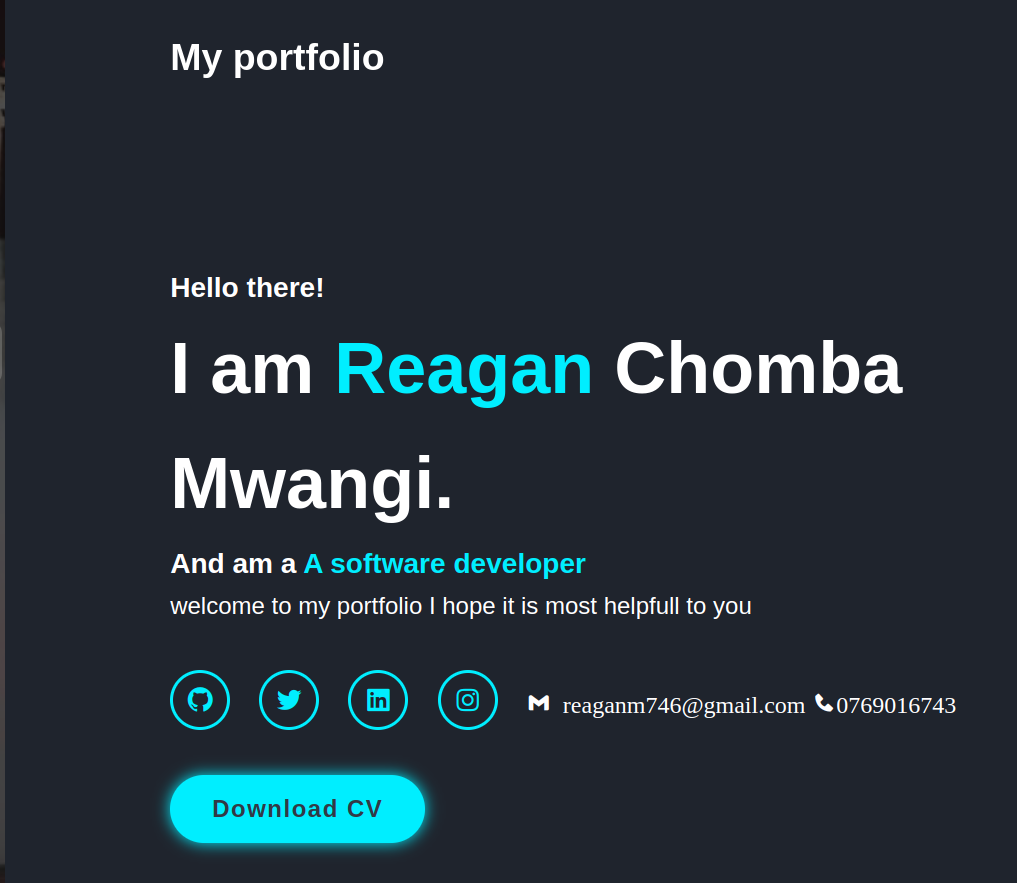 My portfolio
Hello there!
I am Reagan Chomba
Mwangi.
And am a A software developer
welcome to my portfolio I hope it is most helpfull to you
reaganm746@gmail.com 0769016743
Download CV